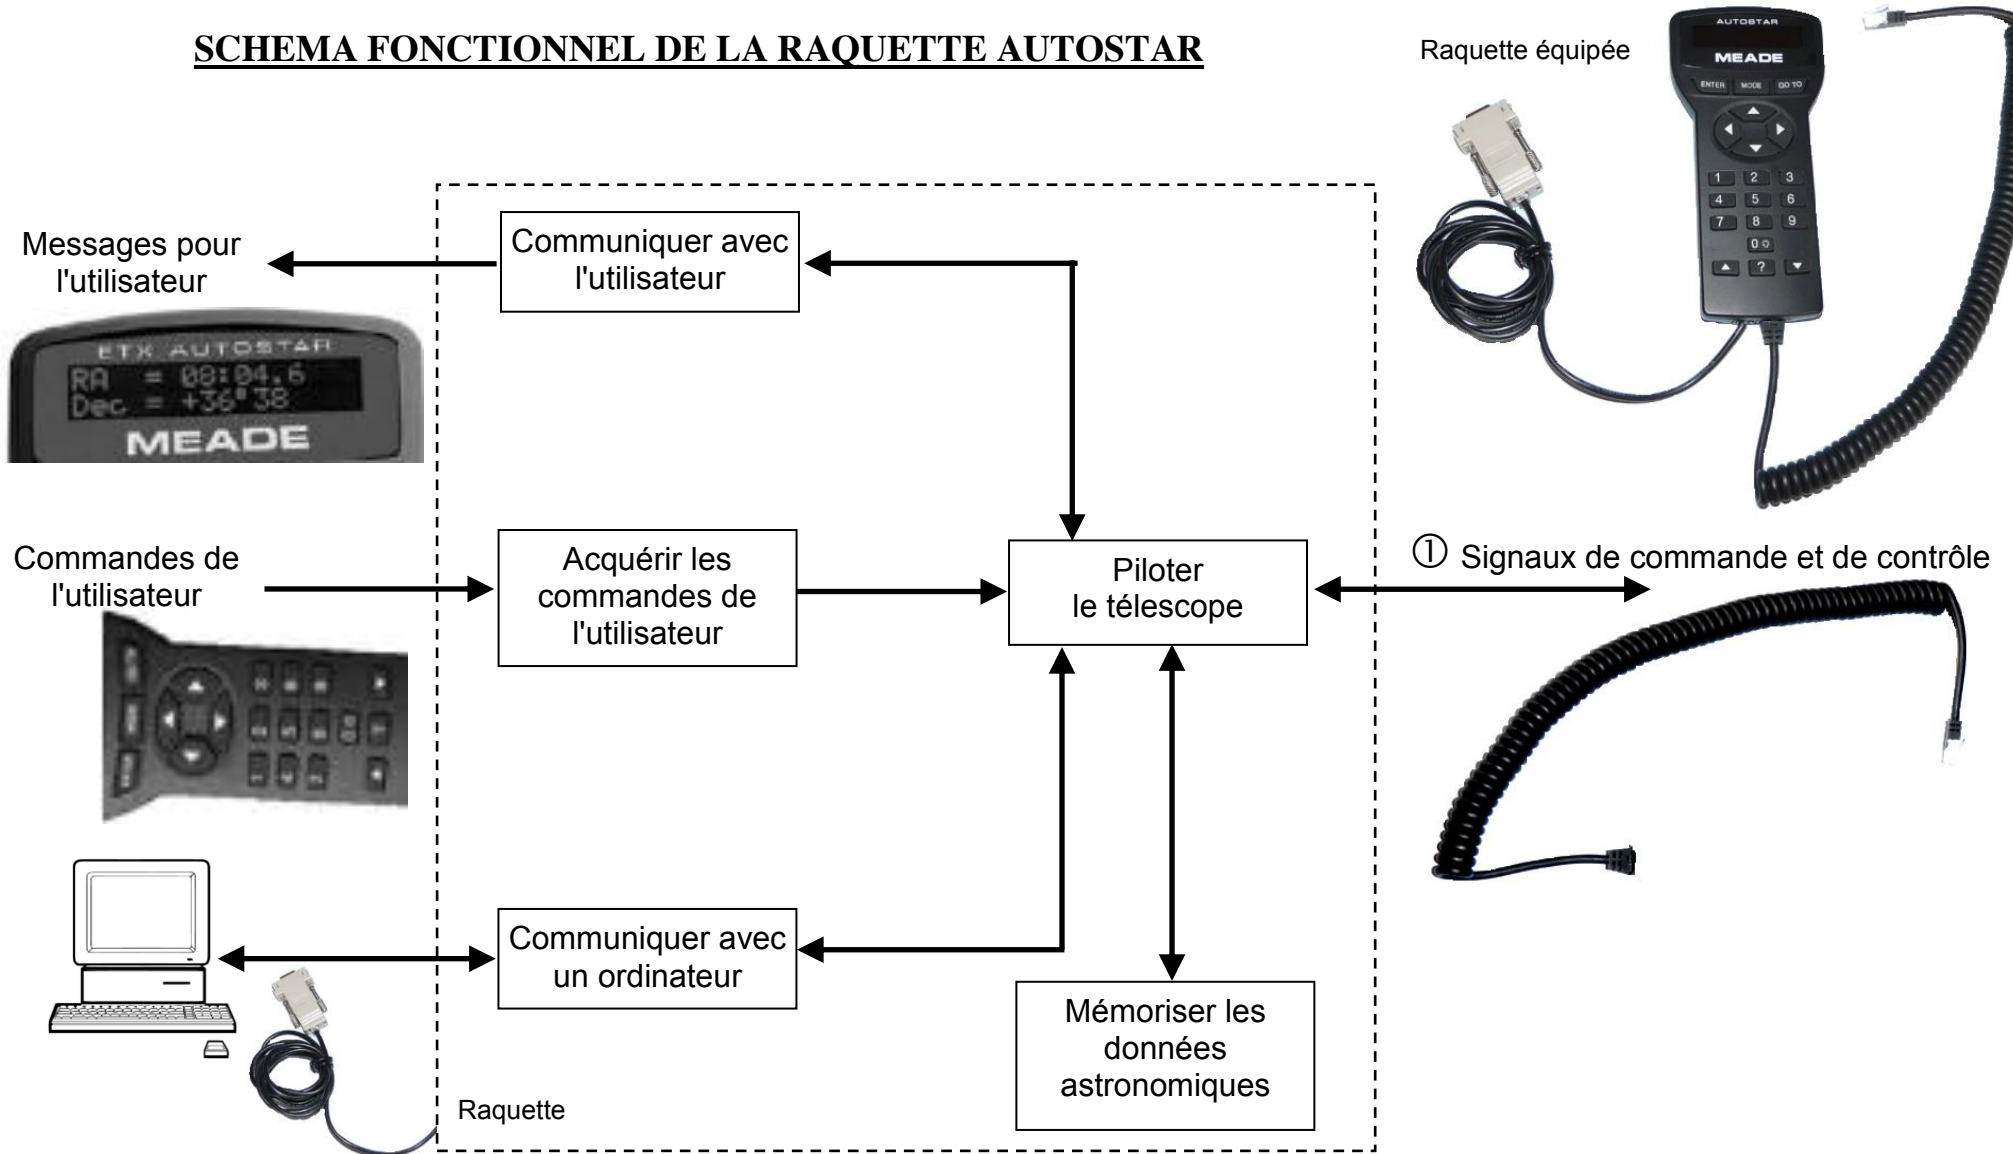 SCHEMA FONCTIONNEL DE LA RAQUETTE AUTOSTAR
Raquette équipée
AUTOSTAR
MEADE
ENTER MODE GO TO
1 2 3
4 5 6
7 8 9
0
?
Messages pour
l'utilisateur
ETX AUTOSTAR
RA = 08:04.6
Dec = +36°38
MEADE
Communiquer avec
l'utilisateur
Commandes de
l'utilisateur
Acquérir les
commandes de
l'utilisateur
Piloter
le télescope
① Signaux de commande et de contrôle
Communiquer avec
un ordinateur
Mémoriser les
données
astronomiques
Raquette